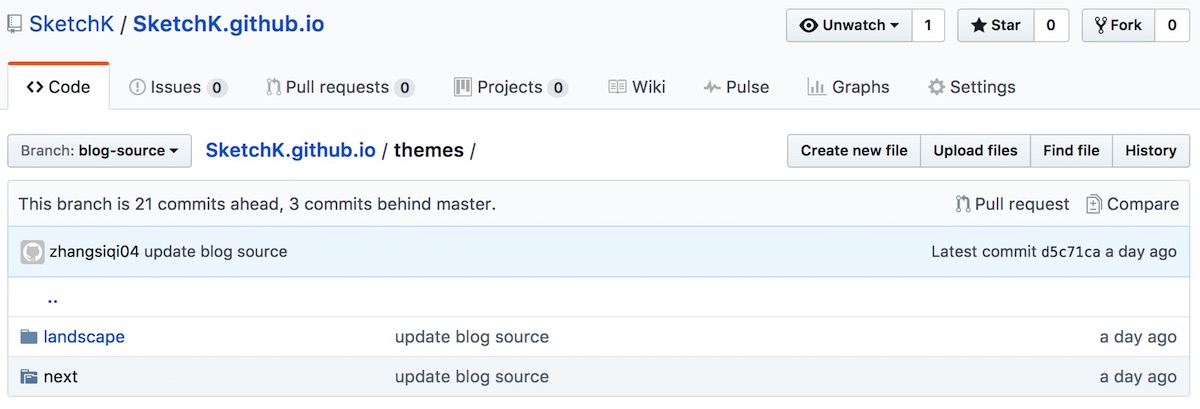 SketchK / SketchK.github.io Unwatch 1 Star 0 Fork 0
Code Issues 0 Pull requests 0 Projects 0 Wiki Pulse Graphs Settings
Branch: blog-source SketchK.github.io / themes / Create new file Upload files Find file History
This branch is 21 commits ahead, 3 commits behind master. Pull request Compare
zhangsiqi04 update blog source Latest commit d5c71ca a day ago
..
landscape update blog source a day ago
next update blog source a day ago